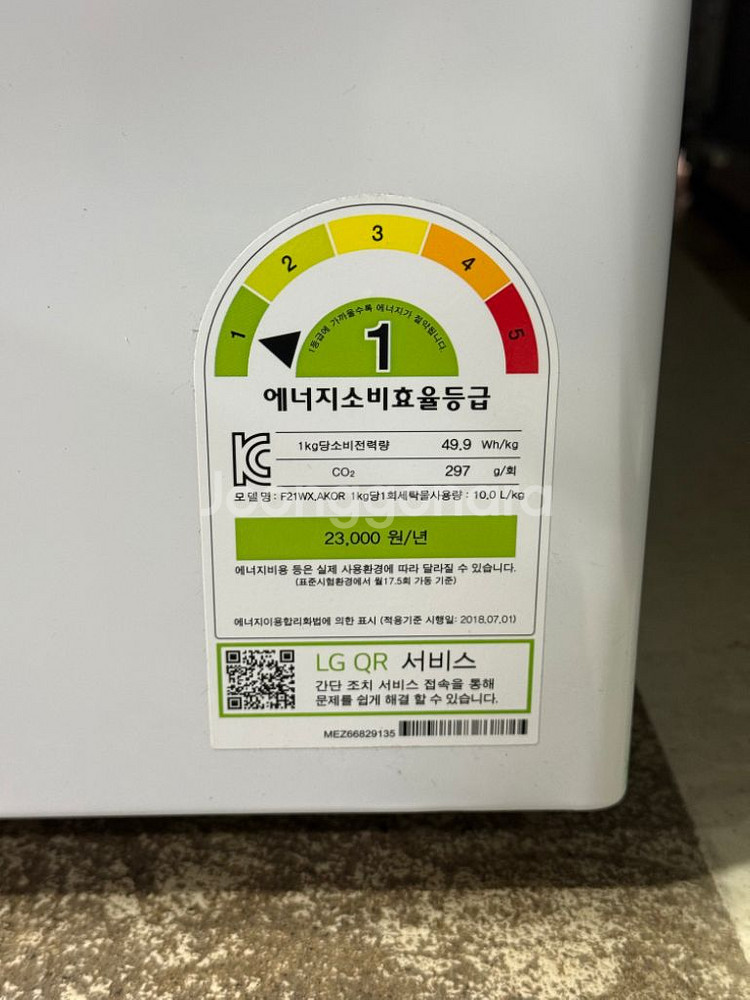 1 2 3 4 5
1등급에 가까울수록 에너지가 절약됩니다.
1
에너지소비효율등급
1kg당소비전력량 49.9 Wh/kg
CO₂ 297 g/회
모델명 : F21WX,AKOR 1kg당1회세탁물사용량 : 10.0 L/kg
Joonggonara
23,000 원/년
에너지비용 등은 실제 사용환경에 따라 달라질 수 있습니다.
(표준시험환경에서 월17.5회 가동 기준)
에너지이용합리화법에 의한 표시 (적용기준 시행일: 2018.07.01)
LG QR 서비스
간단 조치 서비스 접속을 통해
문제를 쉽게 해결 할 수 있습니다.
MEZ66829135